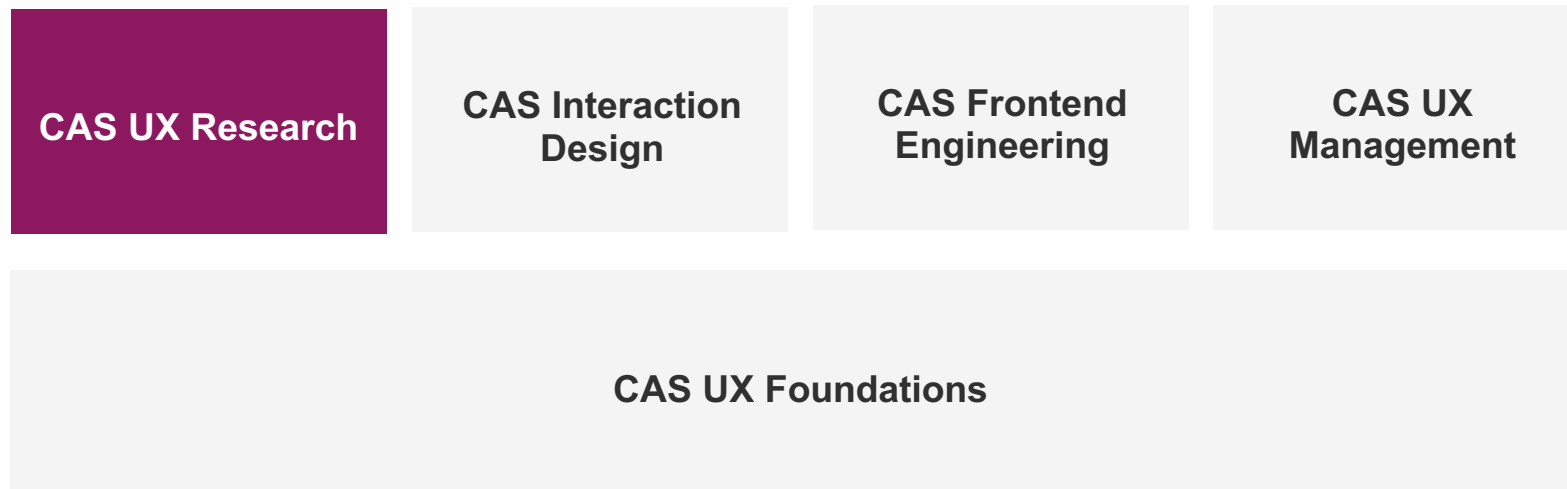 CAS UX Research
CAS Interaction
Design
CAS Frontend
Engineering
CAS UX
Management
CAS UX Foundations